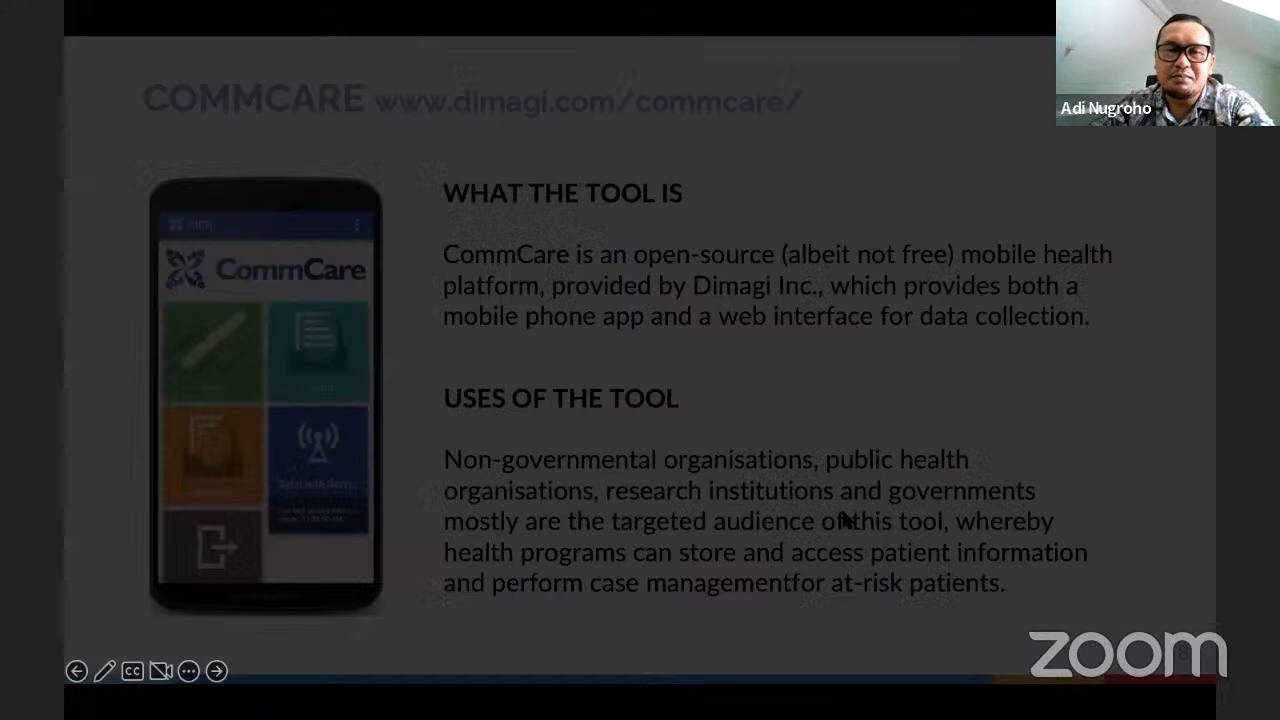 COMMCARE www.dimagi.com/commcare/
Adi Nugroho
WHAT THE TOOL IS
CommCare is an open-source (albeit not free) mobile health
platform, provided by Dimagi Inc., which provides both a
mobile phone app and a web interface for data collection.
CommCare
USES OF THE TOOL
Non-governmental organisations, public health
organisations, research institutions and governments
mostly are the targeted audience of this tool, whereby
health programs can store and access patient information
and perform case managementfor at-risk patients.
CC
zoom